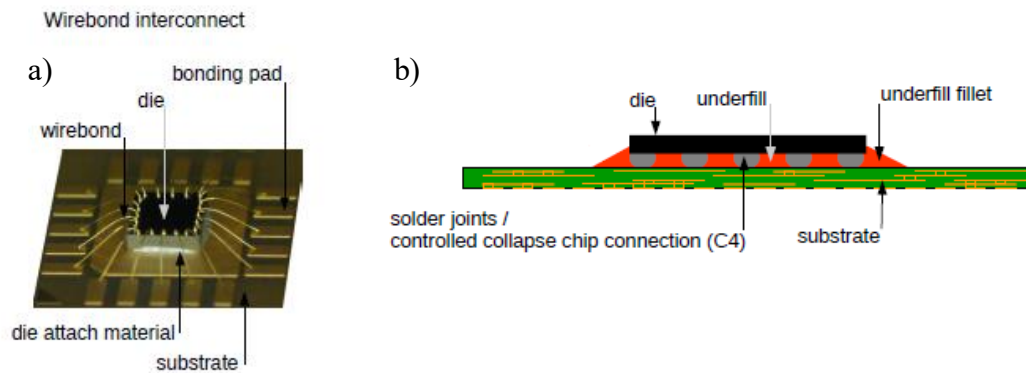 Wirebond interconnect
a)
bonding pad
die
wirebond
die attach material
substrate
b)
die
underfill
underfill fillet
solder joints /
controlled collapse chip connection (C4)
substrate